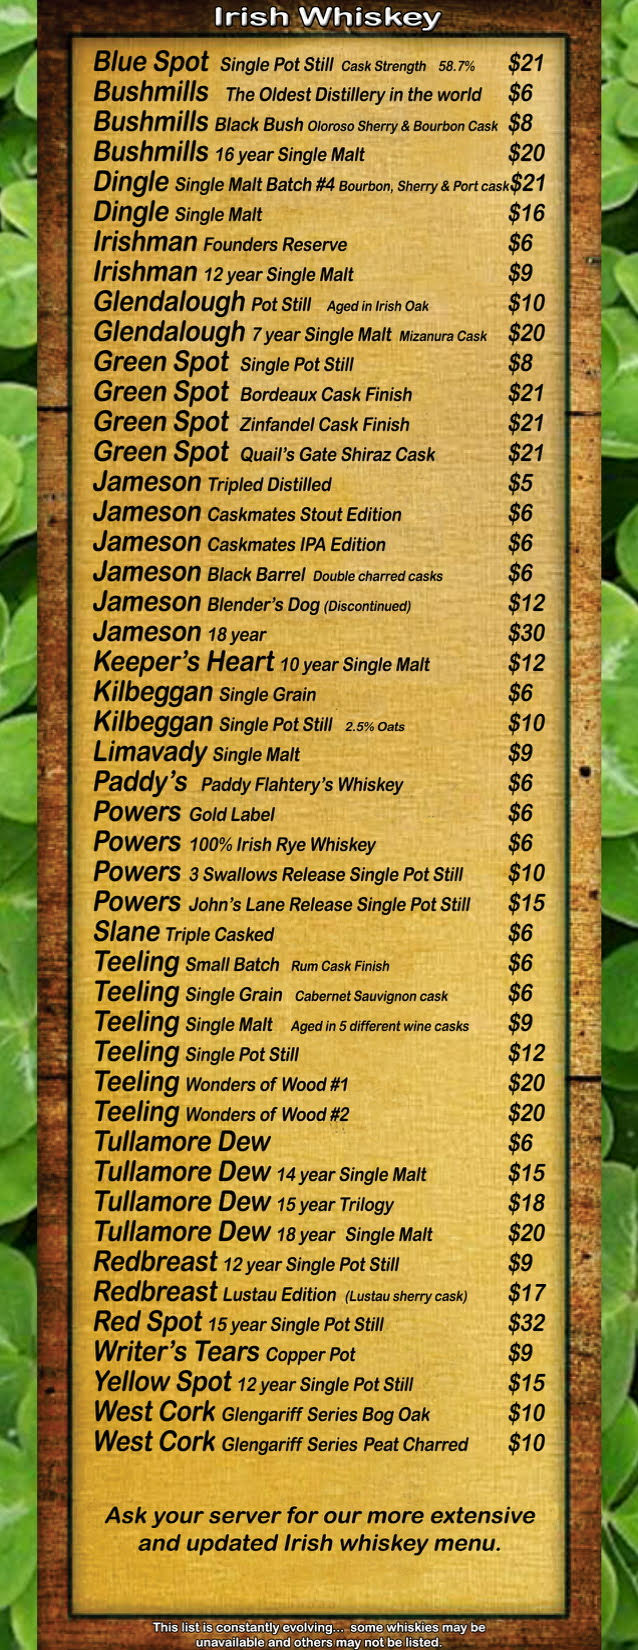 Irish Whiskey
Blue Spot Single Pot Still Cask Strength 58.7% $21
Bushmills The Oldest Distillery in the world $6
Bushmills Black Bush Oloroso Sherry & Bourbon Cask $8
Bushmills 16 year Single Malt $20
Dingle Single Malt Batch #4 Bourbon, Sherry & Port cask $21
Dingle Single Malt $16
Irishman Founders Reserve $6
Irishman 12 year Single Malt $9
Glendalough Pot Still Aged in Irish Oak $10
Glendalough 7 year Single Malt Mizanura Cask $20
Green Spot Single Pot Still $8
Green Spot Bordeaux Cask Finish $21
Green Spot Zinfandel Cask Finish $21
Green Spot Quail's Gate Shiraz Cask $21
Jameson Tripled Distilled $5
Jameson Caskmates Stout Edition $6
Jameson Caskmates IPA Edition $6
Jameson Black Barrel Double charred casks $6
Jameson Blender's Dog (Discontinued) $12
Jameson 18 year $30
Keeper's Heart 10 year Single Malt $12
Kilbeggan Single Grain $6
Kilbeggan Single Pot Still 2.5% Oats $10
Limavady Single Malt $9
Paddy's Paddy Flahtery's Whiskey $6
Powers Gold Label $6
Powers 100% Irish Rye Whiskey $6
Powers 3 Swallows Release Single Pot Still $10
Powers John's Lane Release Single Pot Still $15
Slane Triple Casked $6
Teeling Small Batch Rum Cask Finish $6
Teeling Single Grain Cabernet Sauvignon cask $6
Teeling Single Malt Aged in 5 different wine casks $9
Teeling Single Pot Still $12
Teeling Wonders of Wood #1 $20
Teeling Wonders of Wood #2 $20
Tullamore Dew $6
Tullamore Dew 14 year Single Malt $15
Tullamore Dew 15 year Trilogy $18
Tullamore Dew 18 year Single Malt $20
Redbreast 12 year Single Pot Still $9
Redbreast Lustau Edition (Lustau sherry cask) $17
Red Spot 15 year Single Pot Still $32
Writer's Tears Copper Pot $9
Yellow Spot 12 year Single Pot Still $15
West Cork Glengariff Series Bog Oak $10
West Cork Glengariff Series Peat Charred $10
Ask your server for our more extensive
and updated Irish whiskey menu.
This list is constantly evolving... some whiskies may be
unavailable and others may not be listed.